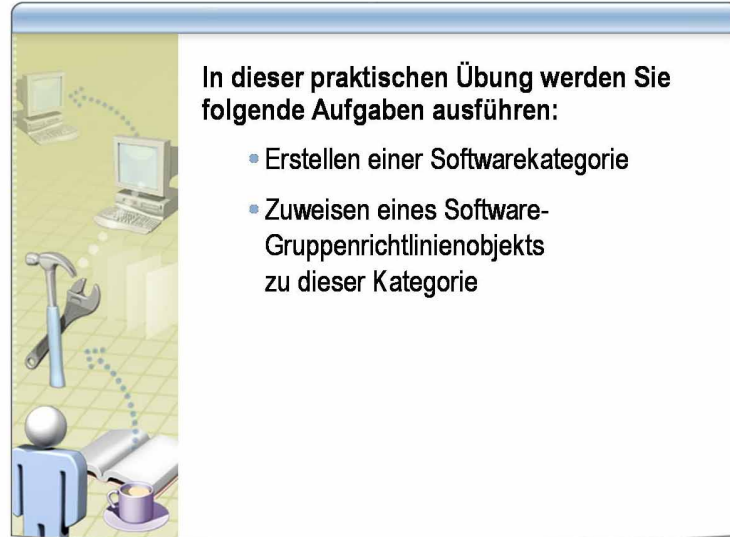 In dieser praktischen Übung werden Sie
folgende Aufgaben ausführen:
Erstellen einer Softwarekategorie
Zuweisen eines Software-
Gruppenrichtlinienobjekts
zu dieser Kategorie